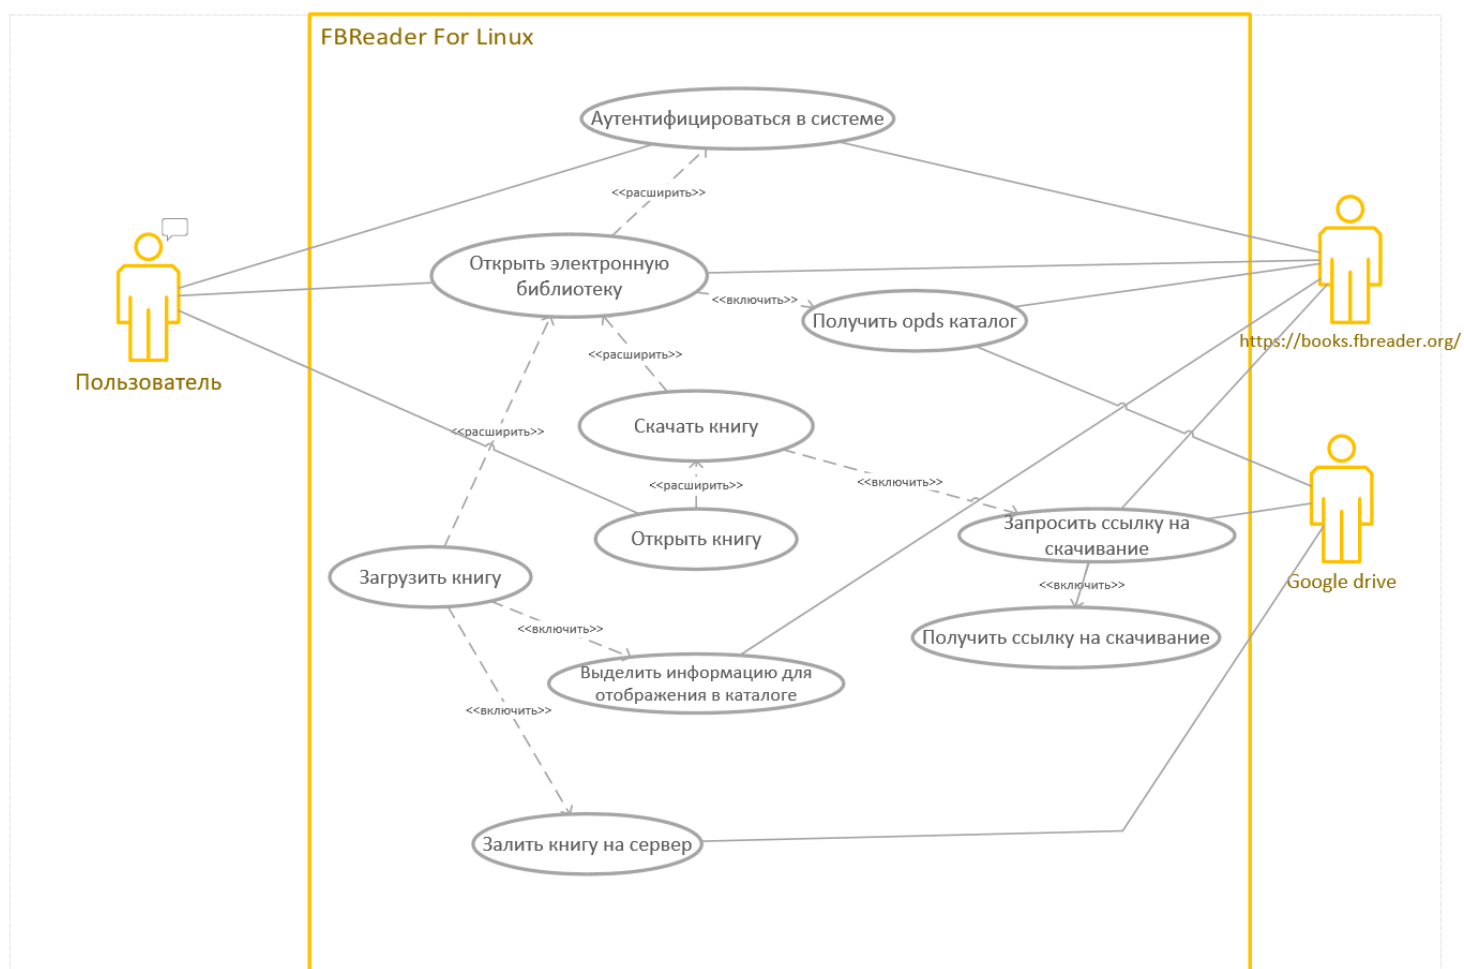 FBReader For Linux
Аутентифицироваться в системе
<<расширить>>
Открыть электронную
библиотеку
<<включить>>
Получить opds каталог
https://books.fbreader.org/
<<расширить>>
Пользователь
Скачать книгу
<<расширить>>
<<включить>>
<<расширить>>
Запросить ссылку на
скачивание
Открыть книгу
Загрузить книгу
<<включить>>
Google drive
<<включить>>
Получить ссылку на скачивание
Выделить информацию для
отображения в каталоге
<<включить>>
Залить книгу на сервер